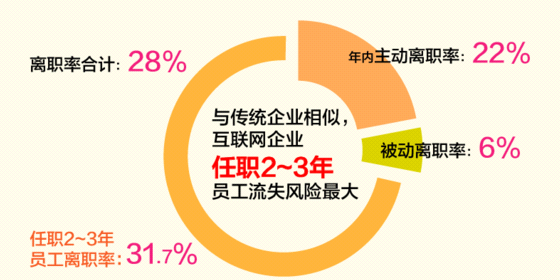 离职率合计：28%
年内主动离职率：22%
与传统企业相似，
互联网企业
任职2~3年
员工流失风险最大
被动离职率：6%
任职2~3年
员工离职率：31.7%